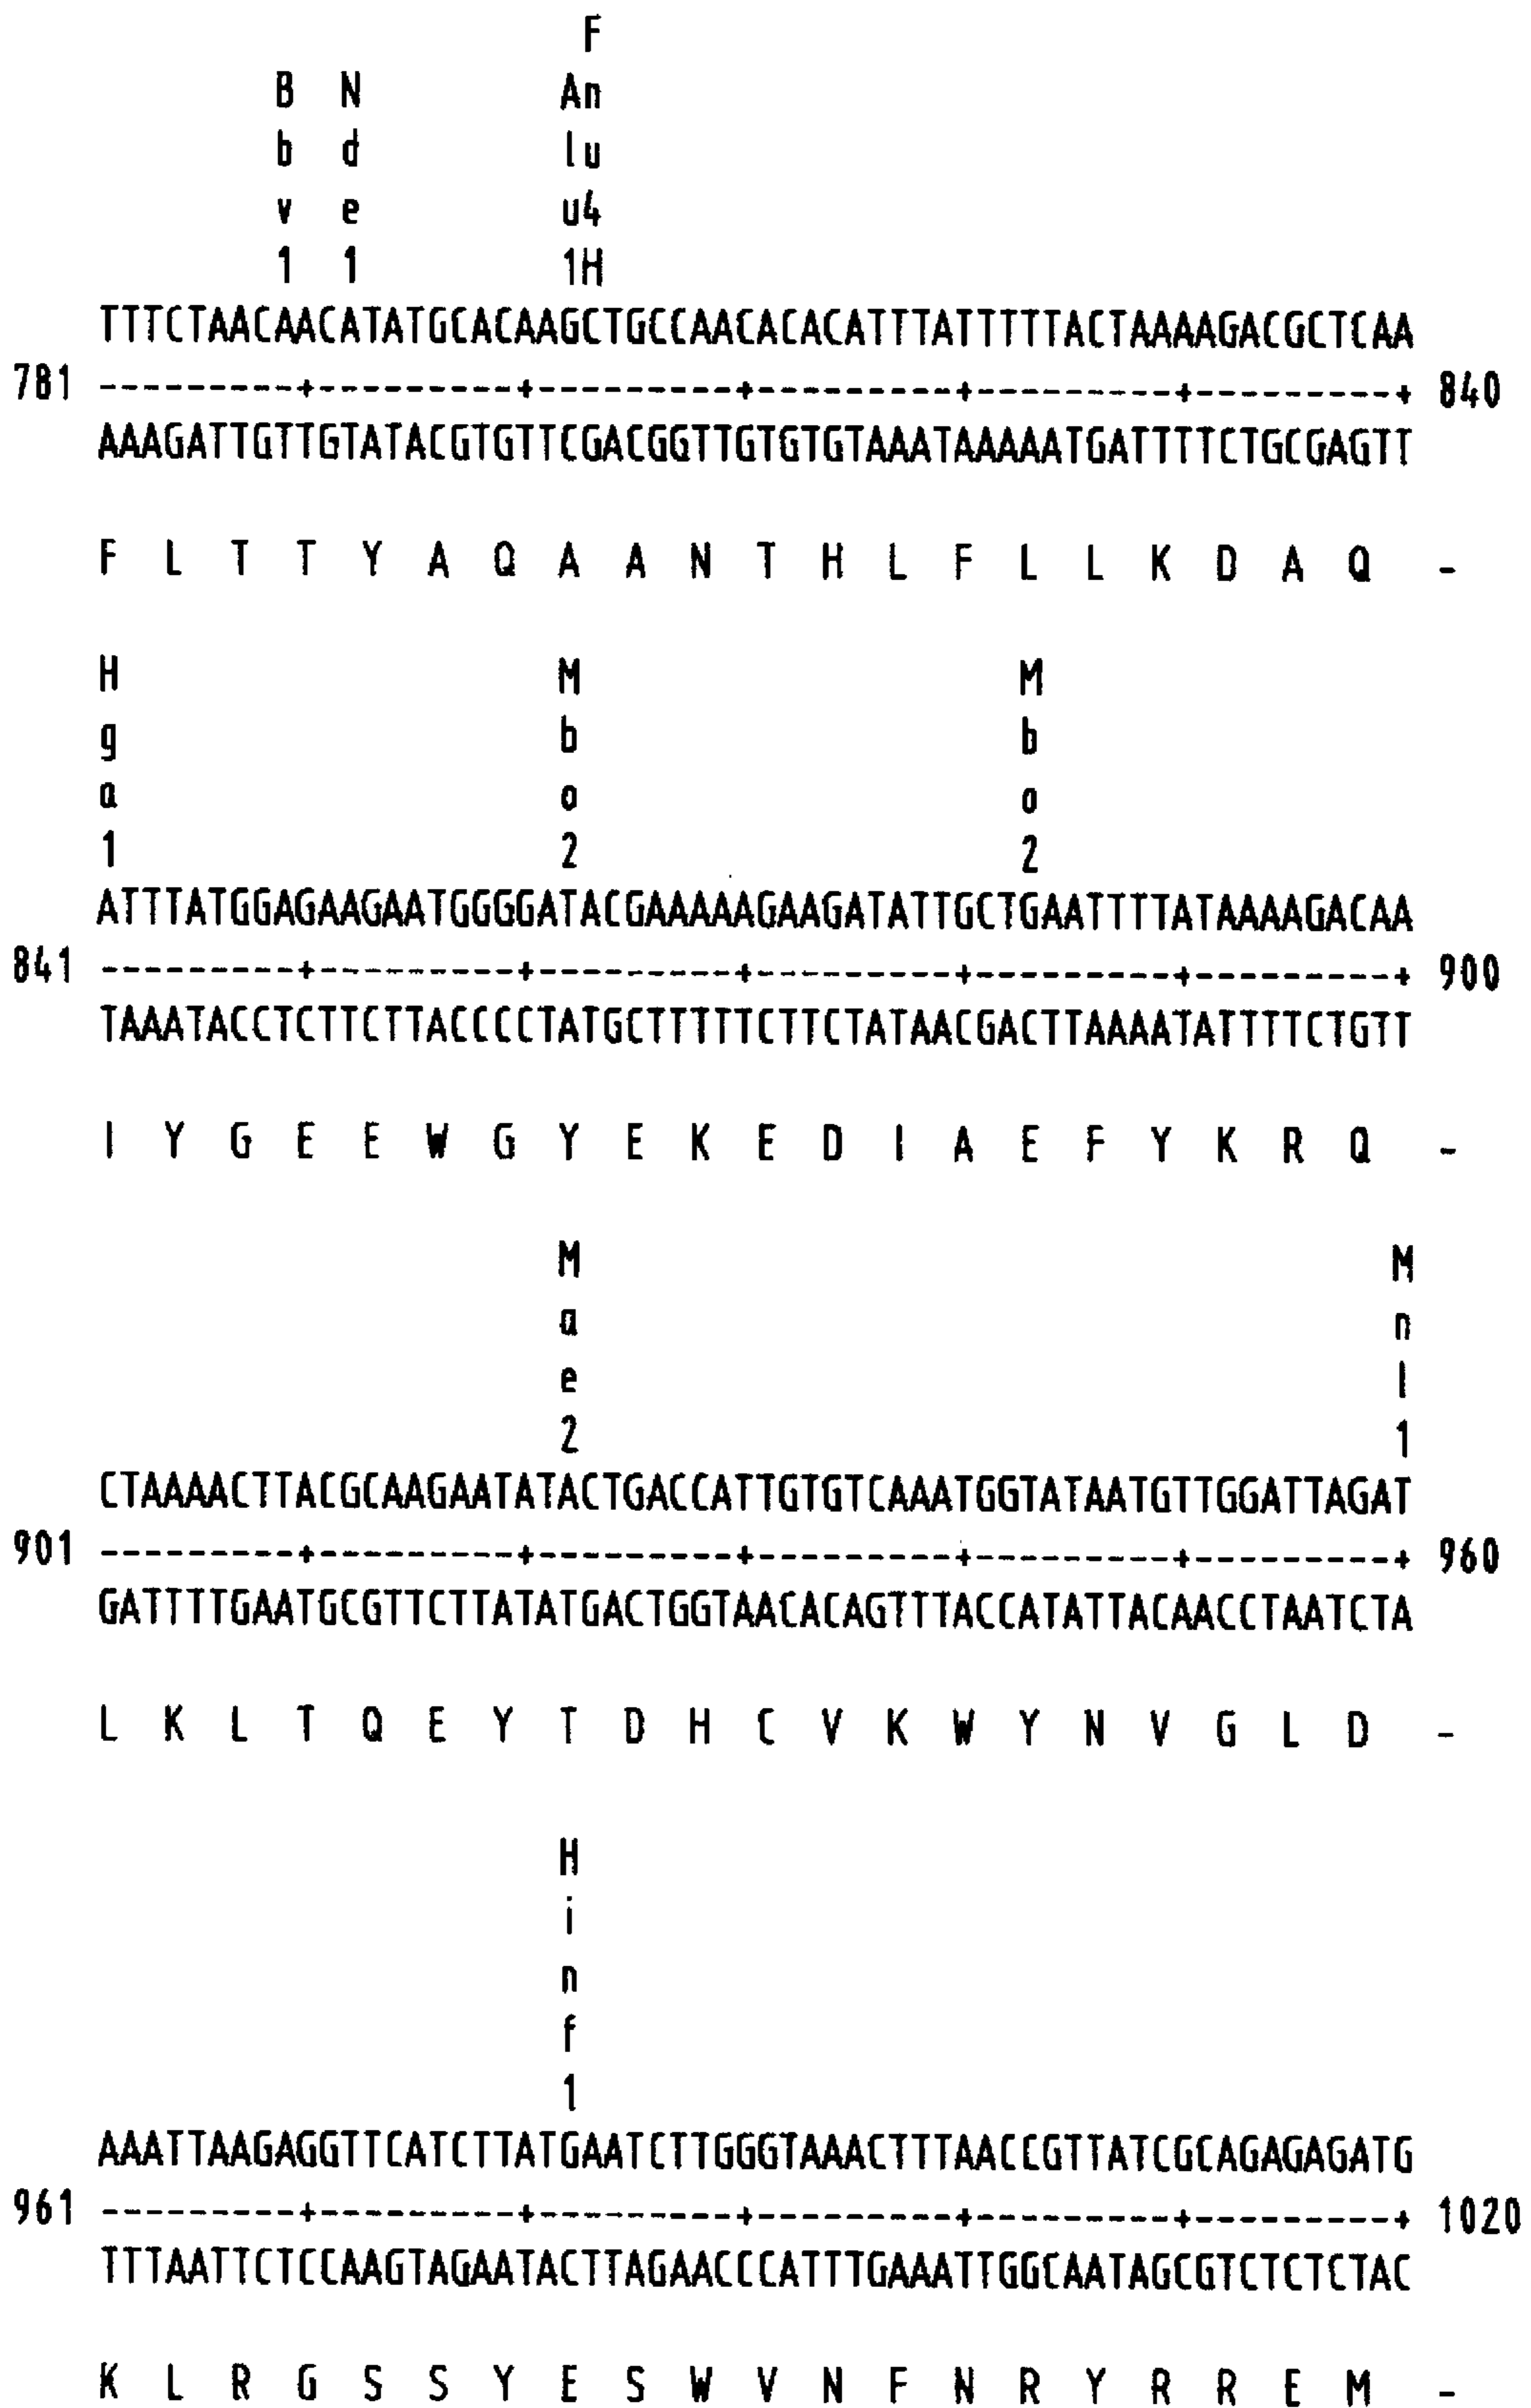 F
B N An
b d lu
v e u4
1 1 1H
TTTCTAACAACATATGCACAAGCTGCCAACACACATTTATTTTTACTAAAAGACGCTCAA
781 ---------+---------+---------+---------+---------+---------+ 840
AAAGATTGTTGTATACGTGTTCGACGGTTGTGTGTAAATAAAAATGATTTTCTGCGAGTT
F L T T Y A Q A A N T H L F L L K D A Q -
H M M
g b b
a o o
1 2 2
ATTTATGGAGAAGAATGGGGATACGAAAAAGAAGATATTGCTGAATTTTATAAAAGACAA
841 ---------+---------+---------+---------+---------+---------+ 900
TAAATACCTCTTCTTACCCCTATGCTTTTTCTTCTATAACGACTTAAAATATTTTCTGTT
I Y G E E W G Y E K E D I A E F Y K R Q -
M M
a n
e l
2 1
CTAAAACTTACGCAAGAATATACTGACCATTGTGTCAAATGGTATAATGTTGGATTAGAT
901 ---------+---------+---------+---------+---------+---------+ 960
GATTTTGAATGCGTTCTTATATGACTGGTAACACAGTTTACCATATTACAACCTAATCTA
L K L T Q E Y T D H C V K W Y N V G L D -
H
i
n
f
1
AAATTAAGAGGTTCATCTTATGAATCTTGGGTAAACTTTAACCGTTATCGCAGAGAGATG
961 ---------+---------+---------+---------+---------+---------+ 1020
TTTAATTCTCCAAGTAGAATACTTAGAACCCATTTGAAATTGGCAATAGCGTCTCTCTAC
K L R G S S Y E S W V N F N R Y R R E M -